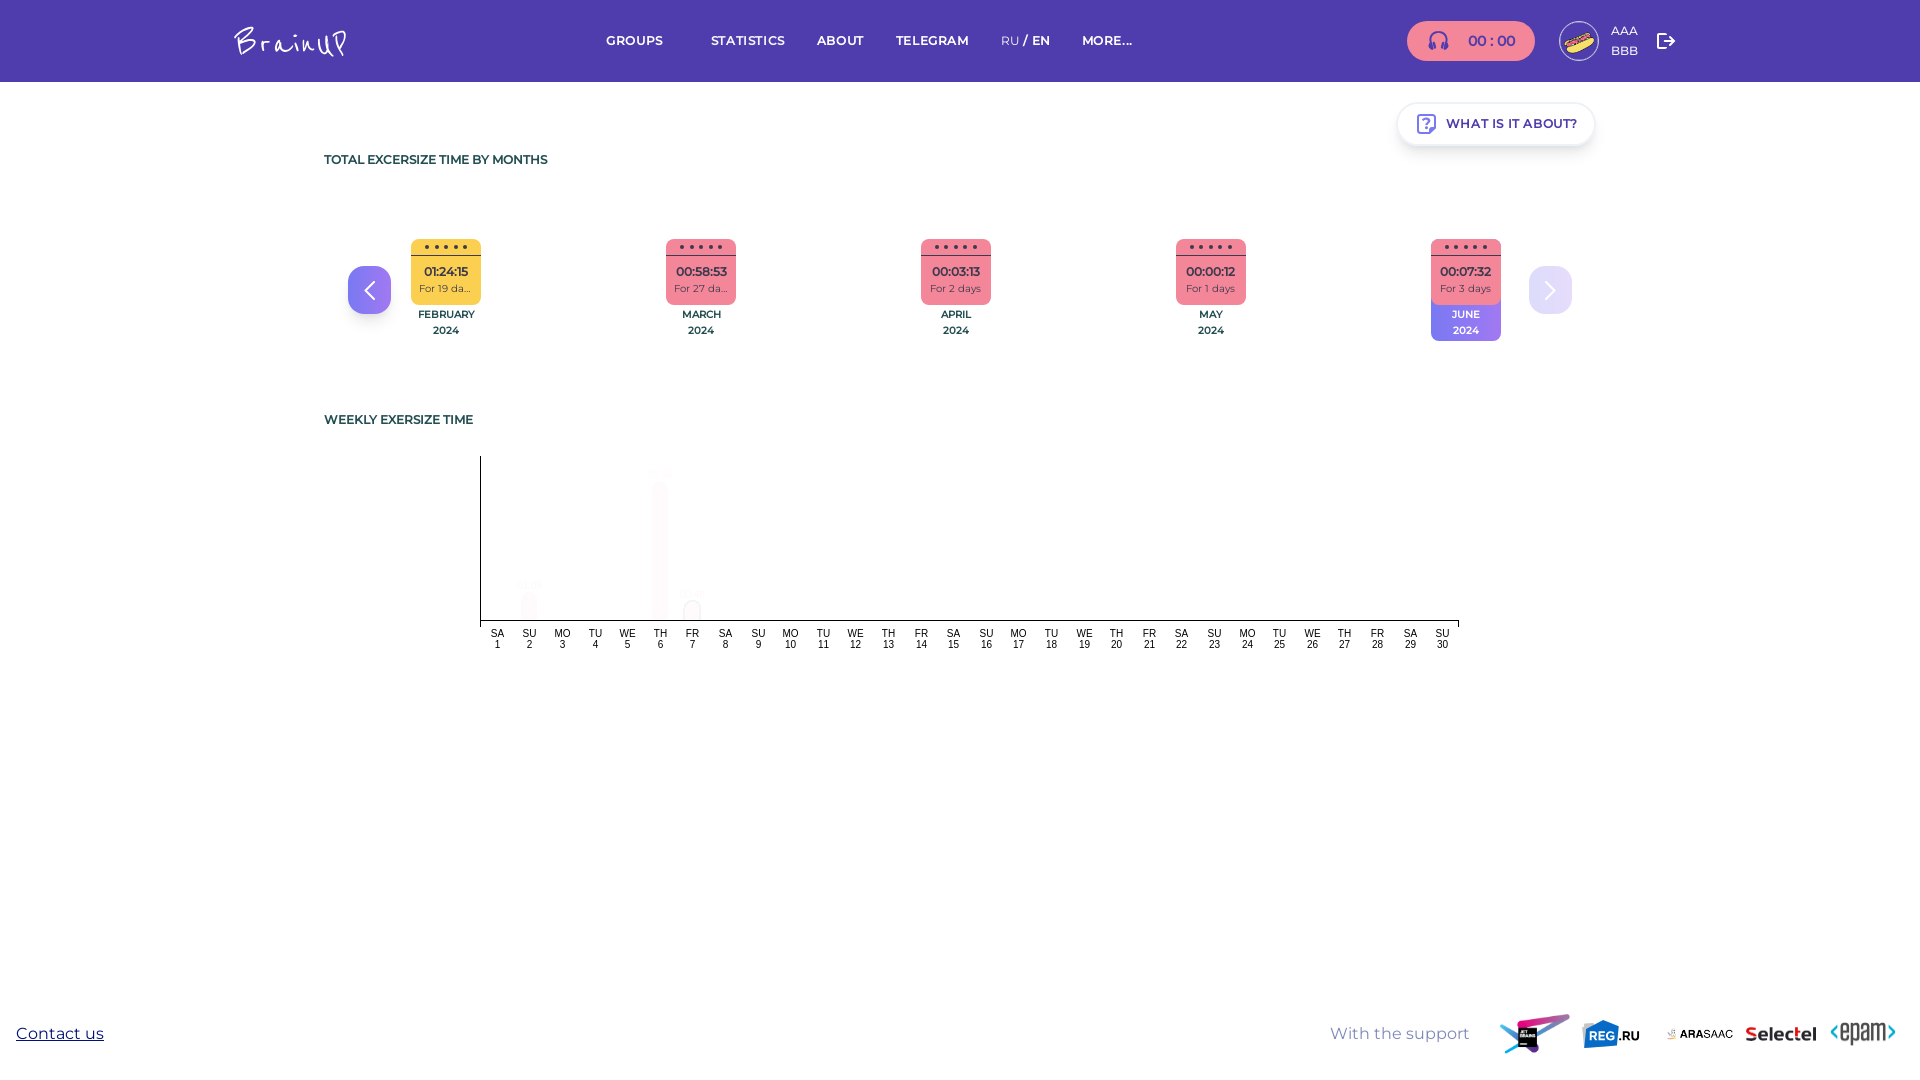 BrainUP
GROUPS STATISTICS ABOUT TELEGRAM RU / EN MORE... 00 : 00 AAA
BBB
WHAT IS IT ABOUT?
TOTAL EXCERSIZE TIME BY MONTHS
01:24:15 00:58:53 00:03:13 00:00:12 00:07:32
For 19 da... For 27 da... For 2 days For 1 days For 3 days
FEBRUARY MARCH APRIL MAY JUNE
2024 2024 2024 2024 2024
WEEKLY EXERSIZE TIME
SA SU MO TU WE TH FR SA SU MO TU WE TH FR SA SU MO TU WE TH FR SA SU MO TU WE TH FR SA SU
1 2 3 4 5 6 7 8 9 10 11 12 13 14 15 16 17 18 19 20 21 22 23 24 25 26 27 28 29 30
Contact us With the support JET BRAINS REG.RU ARASAAC Selectel <epam>